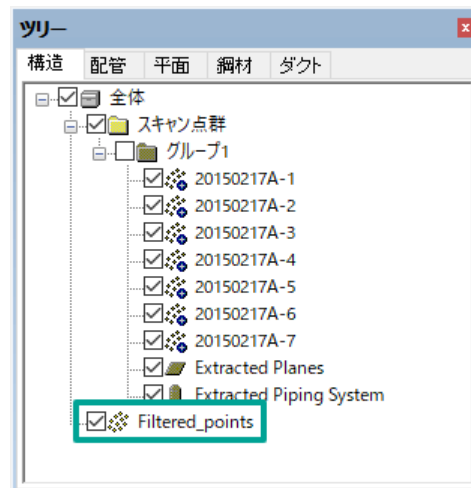 ツリー
構造 配管 平面 鋼材 ダクト
全体
スキャン点群
グループ1
20150217A-1
20150217A-2
20150217A-3
20150217A-4
20150217A-5
20150217A-6
20150217A-7
Extracted Planes
Extracted Piping System
Filtered_points